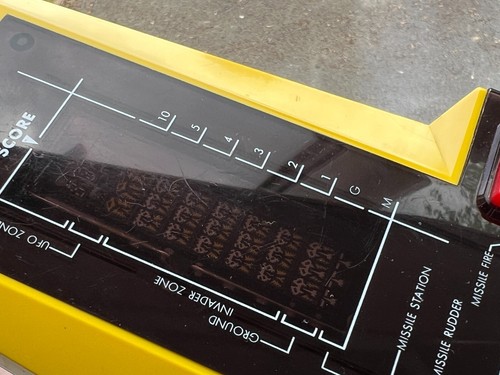 SCORE
10
5
4
3
2
1
G
M
UFO ZONE
INVADER ZONE
GROUND
MISSILE STATION
MISSILE RUDDER
MISSILE FIRE